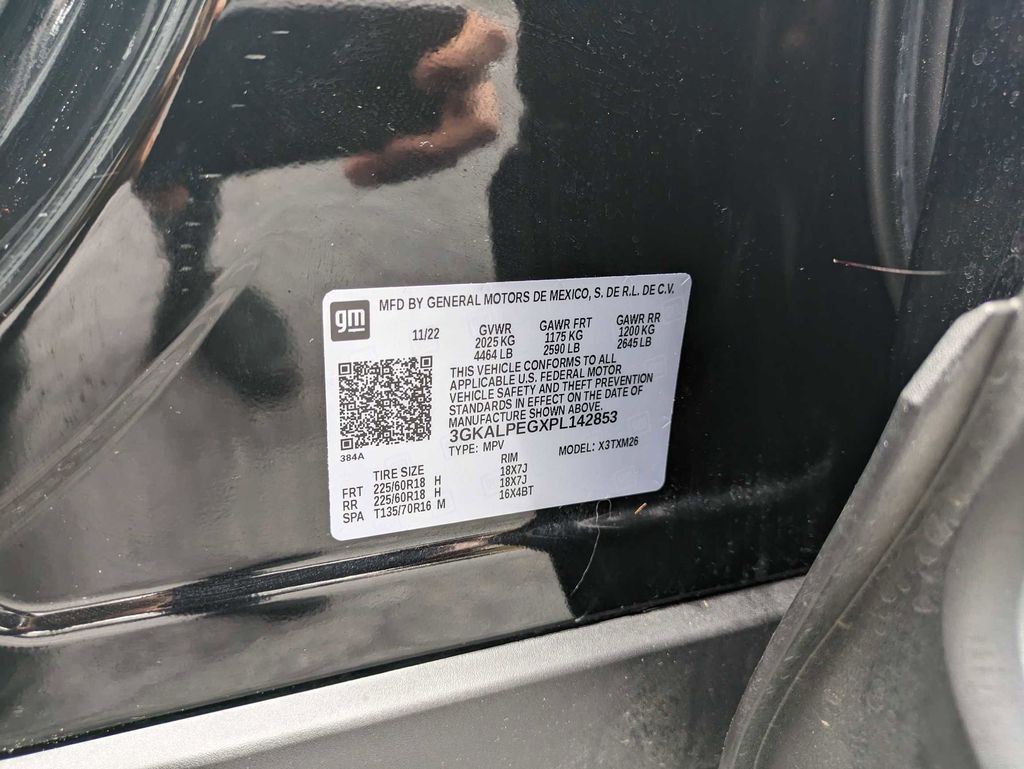 gm MFD BY GENERAL MOTORS DE MEXICO, S. DE R.L. DE C.V.
11/22 GVWR GAWR FRT GAWR RR
2025 KG 1175 KG 1200 KG
4464 LB 2590 LB 2645 LB
THIS VEHICLE CONFORMS TO ALL
APPLICABLE U.S. FEDERAL MOTOR
VEHICLE SAFETY AND THEFT PREVENTION
STANDARDS IN EFFECT ON THE DATE OF
MANUFACTURE SHOWN ABOVE.
3GKALPEGXPL142853
384A
TYPE: MPV MODEL: X3TXM26
TIRE SIZE RIM
FRT 225/60R18 H 18X7J
RR 225/60R18 H 18X7J
SPA T135/70R16 M 16X4BT